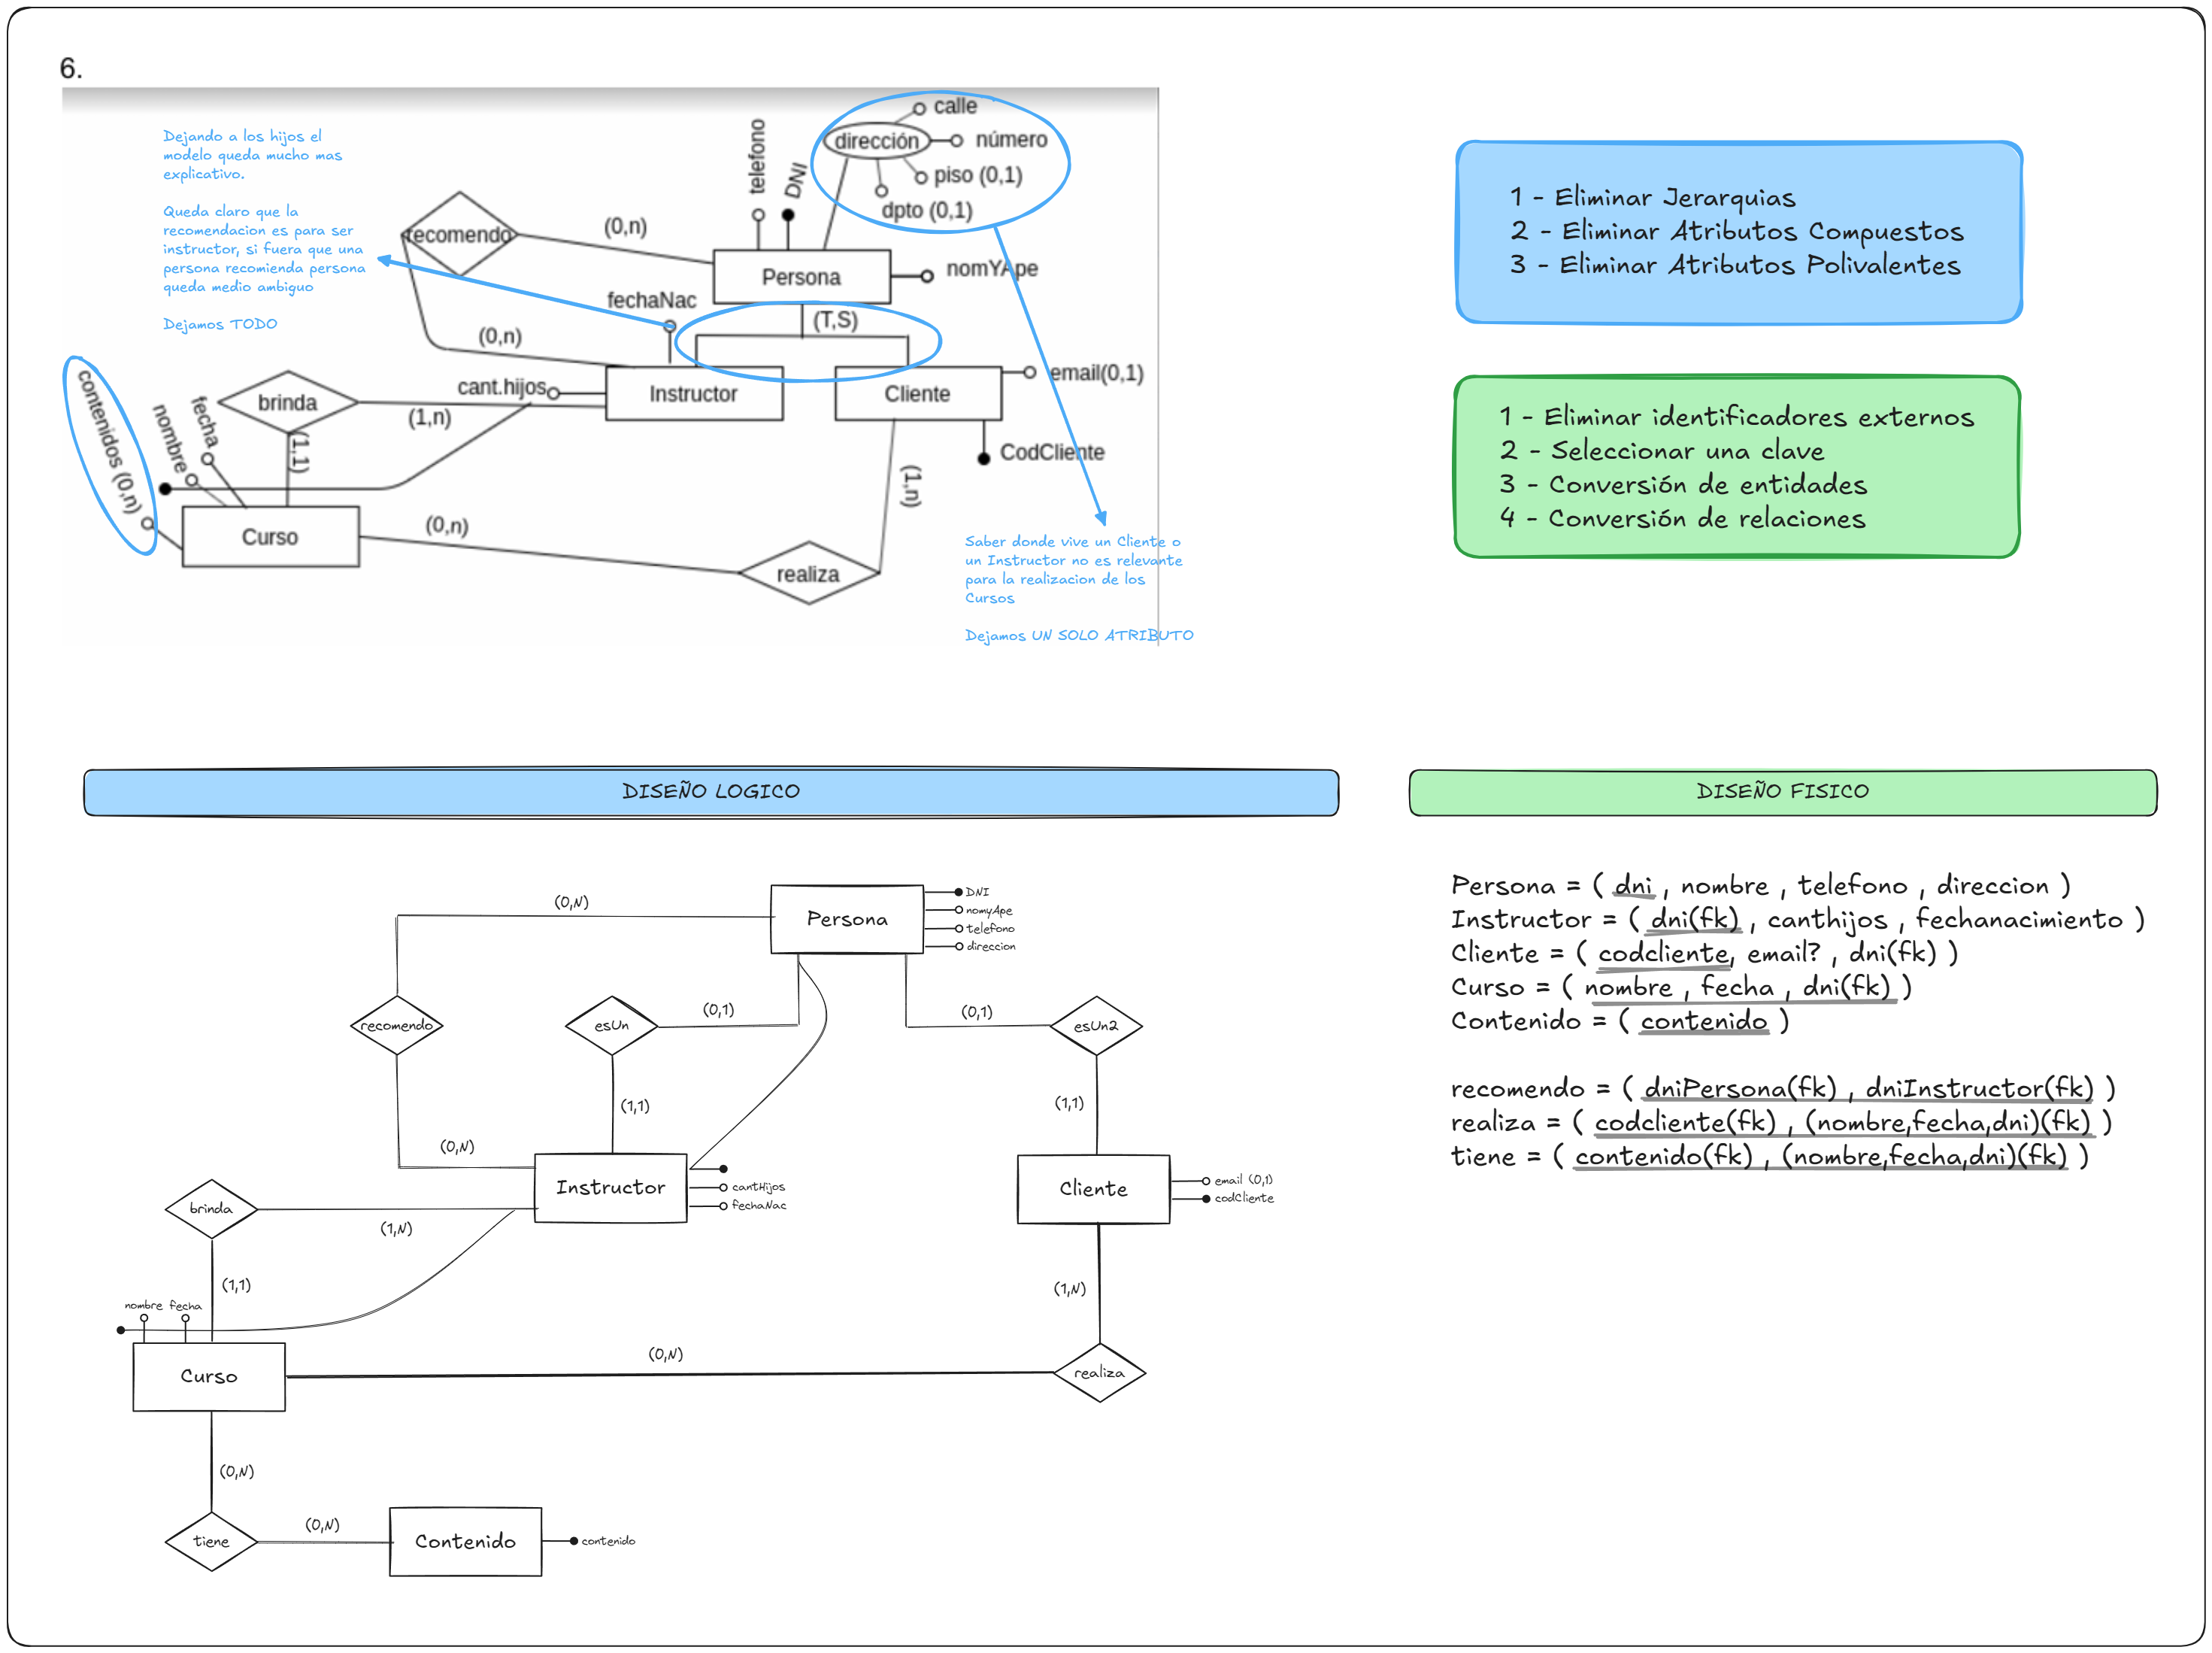 6.
Dejando a los hijos el
modelo queda mucho mas
explicativo.
Queda claro que la
recomendacion es para ser
instructor, si fuera que una
persona recomienda persona
queda medio ambiguo
Dejamos TODO
calle
dirección
número
piso (0,1)
dpto (0,1)
telefono
DNI
recomendo
(0,n)
Persona
nomYApe
fechaNac
(T,S)
(0,n)
cant.hijos
Instructor
Cliente
email(0,1)
CodCliente
contenidos (0,n)
nombre
fecha
brinda
(1,n)
(1,1)
(1,n)
Curso
(0,n)
realiza
Saber donde vive un Cliente o
un Instructor no es relevante
para la realizacion de los
Cursos
Dejamos UN SOLO ATRIBUTO
1 - Eliminar Jerarquias
2 - Eliminar Atributos Compuestos
3 - Eliminar Atributos Polivalentes
1 - Eliminar identificadores externos
2 - Seleccionar una clave
3 - Conversión de entidades
4 - Conversión de relaciones
DISEÑO LOGICO
(0,N)
Persona
DNI
nomyApe
telefono
direccion
recomendo
esUn
(0,1)
(0,1)
esUn2
(1,1)
(1,1)
(0,N)
Instructor
cantHijos
fechaNac
Cliente
email (0,1)
codCliente
brinda
(1,N)
(1,1)
(1,N)
nombre fecha
Curso
(0,N)
realiza
(0,N)
tiene
(0,N)
Contenido
contenido
DISEÑO FISICO
Persona = ( dni , nombre , telefono , direccion )
Instructor = ( dni(fk) , canthijos , fechanacimiento )
Cliente = ( codcliente, email? , dni(fk) )
Curso = ( nombre , fecha , dni(fk) )
Contenido = ( contenido )
recomendo = ( dniPersona(fk) , dniInstructor(fk) )
realiza = ( codcliente(fk) , (nombre,fecha,dni)(fk) )
tiene = ( contenido(fk) , (nombre,fecha,dni)(fk) )